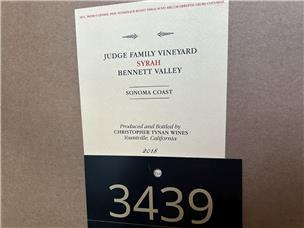 JUDGE FAMILY VINEYARD
SYRAH
BENNETT VALLEY
SONOMA COAST
Produced and Bottled by
CHRISTOPHER TYNAN WINES
Yountville, California
2018
3439